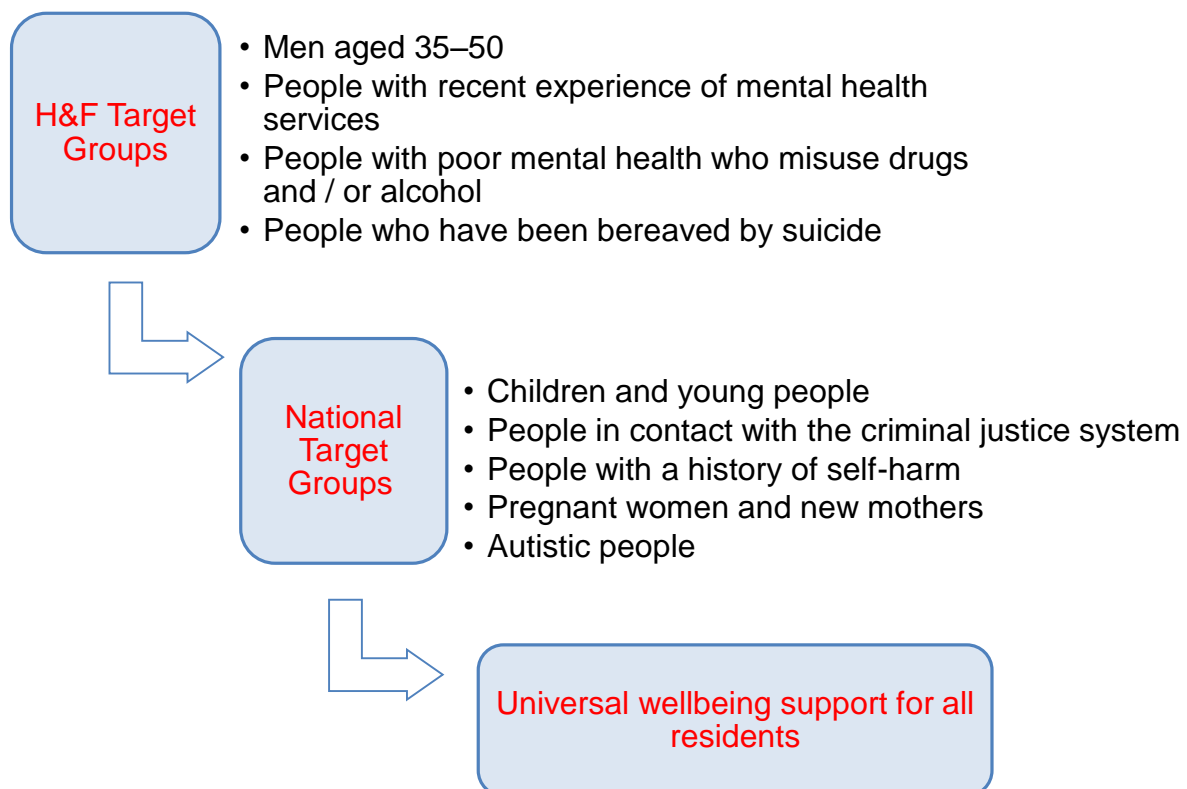 H&F Target
Groups
• Men aged 35–50
• People with recent experience of mental health
services
• People with poor mental health who misuse drugs
and / or alcohol
• People who have been bereaved by suicide
National
Target
Groups
• Children and young people
• People in contact with the criminal justice system
• People with a history of self-harm
• Pregnant women and new mothers
• Autistic people
Universal wellbeing support for all
residents